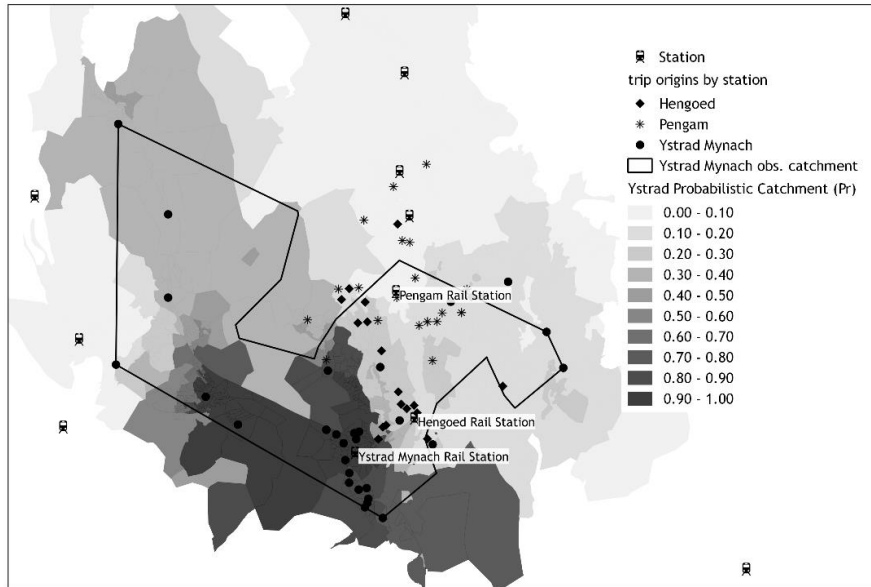 Station
trip origins by station
Hengoed
Pengam
Ystrad Mynach
Ystrad Mynach obs. catchment
Ystrad Probabilistic Catchment (Pr)
0.00 - 0.10
0.10 - 0.20
0.20 - 0.30
0.30 - 0.40
0.40 - 0.50
0.50 - 0.60
0.60 - 0.70
0.70 - 0.80
0.80 - 0.90
0.90 - 1.00
Pengam Rail Station
Hengoed Rail Station
Ystrad Mynach Rail Station